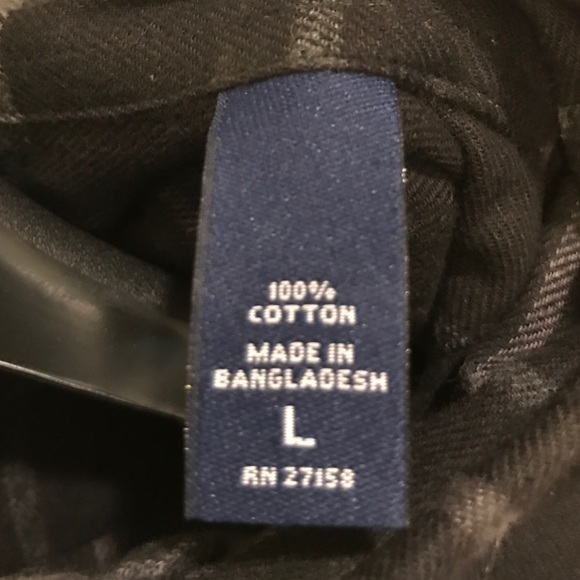 100%
COTTON
MADE IN
BANGLADESH
L
RN 27158